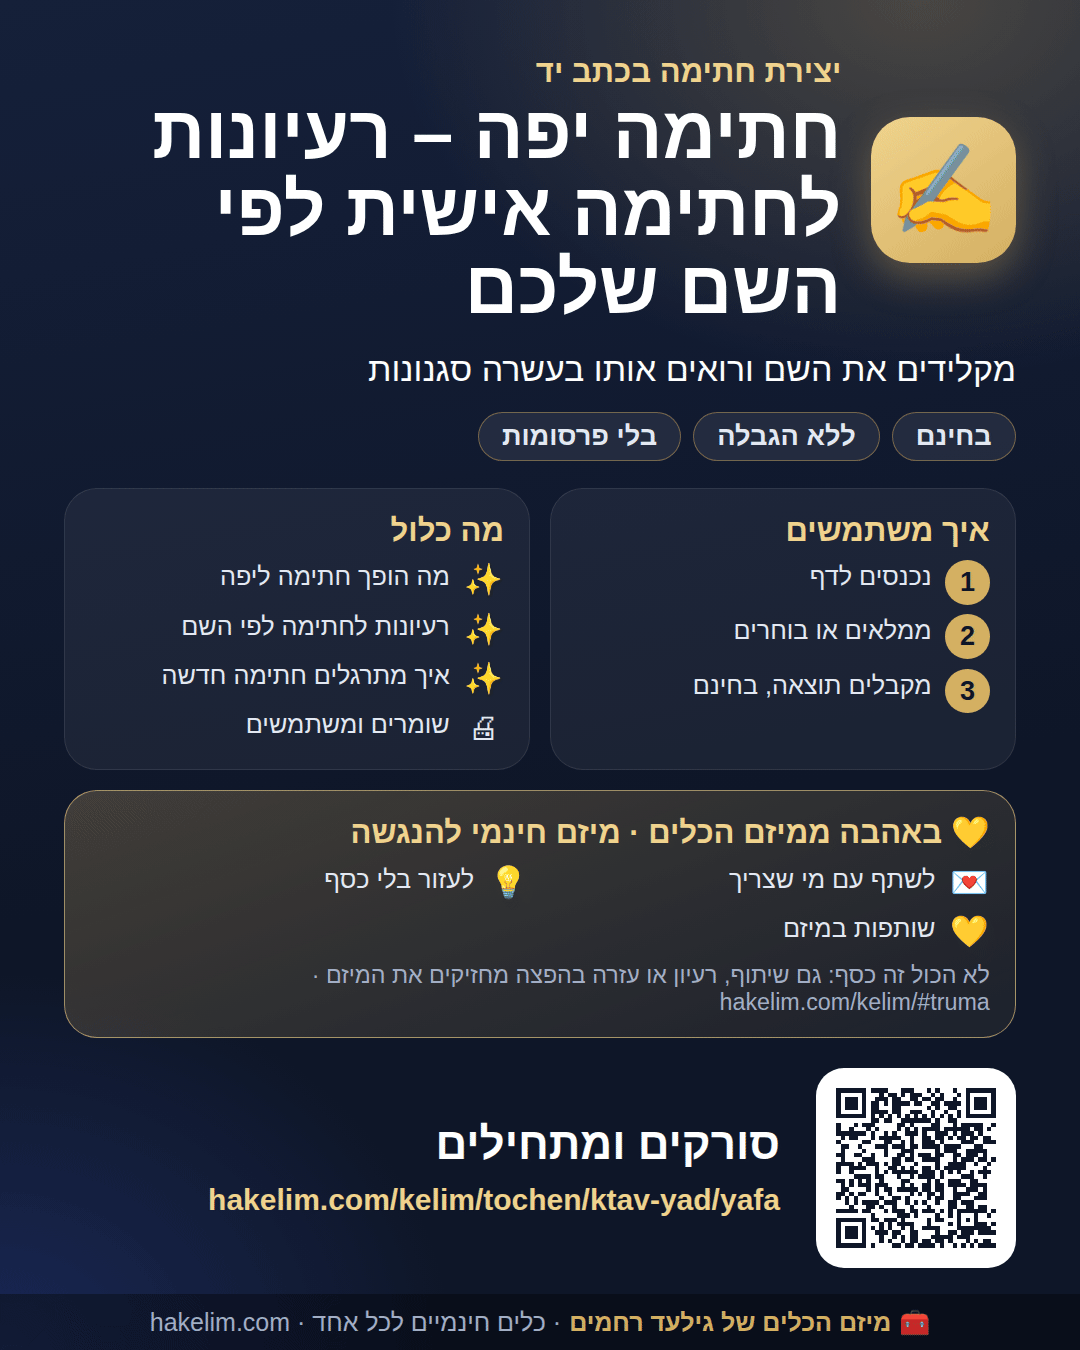 יצירת חתימה בכתב יד
חתימה יפה – רעיונות
לחתימה אישית לפי
השם שלכם
מקלידים את השם ורואים אותו בעשרה סגנונות
בחינם
ללא הגבלה
בלי פרסומות
איך משתמשים
1 נכנסים לדף
2 ממלאים או בוחרים
3 מקבלים תוצאה, בחינם
מה כלול
מה הופך חתימה ליפה
רעיונות לחתימה לפי השם
איך מתרגלים חתימה חדשה
שומרים ומשתמשים
באהבה ממיזם הכלים · מיזם חינמי להנגשה
לשתף עם מי שצריך
לעזור בלי כסף
שותפות במיזם
לא הכול זה כסף: גם שיתוף, רעיון או עזרה בהפצה מחזיקים את המיזם ·
hakelim.com/kelim/#truma
סורקים ומתחילים
hakelim.com/kelim/tochen/ktav-yad/yafa
מיזם הכלים של גילעד רחמים · כלים חינמיים לכל אחד · hakelim.com